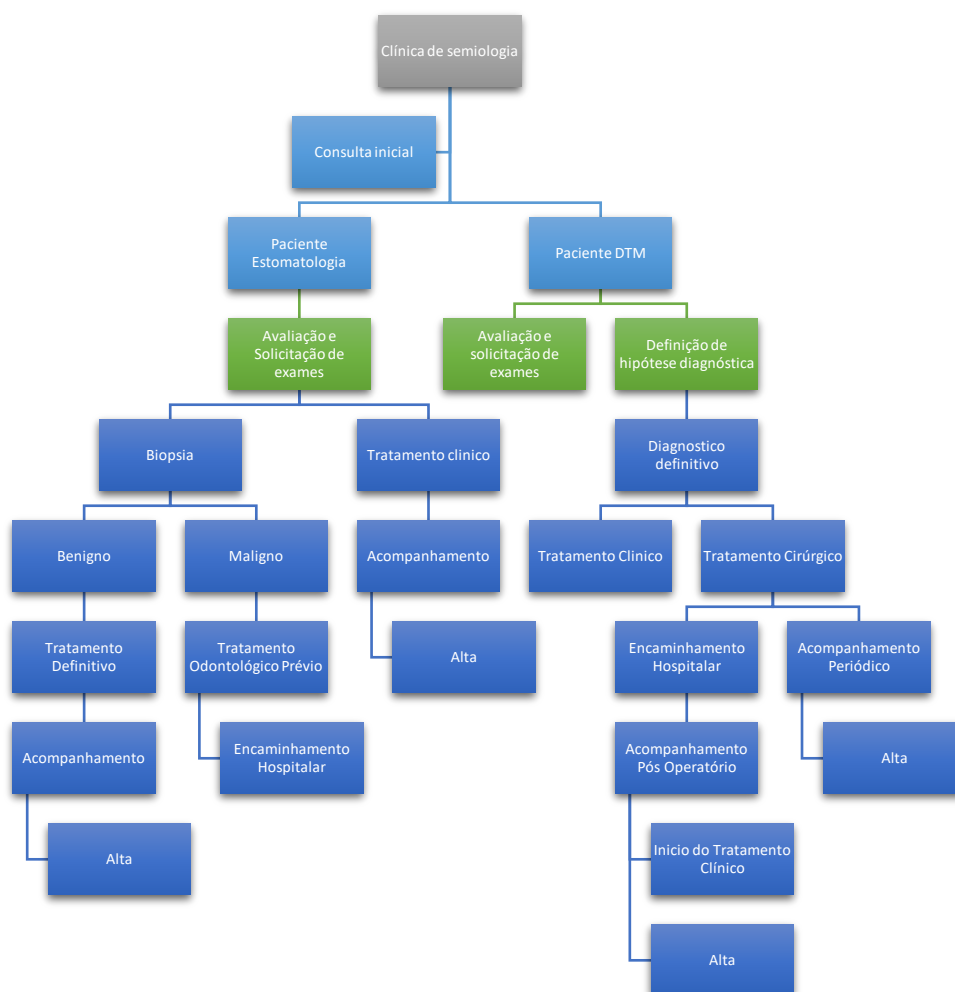 Clínica de semiologia
Consulta inicial
Paciente
Estomatologia
Paciente DTM
Avaliação e
Solicitação de
exames
Avaliação e
solicitação de
exames
Definição de
hipótese diagnóstica
Biopsia
Tratamento clinico
Diagnostico
definitivo
Benigno
Maligno
Acompanhamento
Tratamento Clinico
Tratamento Cirúrgico
Tratamento
Definitivo
Tratamento
Odontológico Prévio
Alta
Encaminhamento
Hospitalar
Acompanhamento
Periódico
Acompanhamento
Encaminhamento
Hospitalar
Acompanhamento
Pós Operatório
Alta
Alta
Inicio do Tratamento
Clínico
Alta